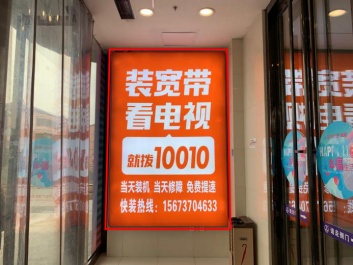 装宽带
看电视
就拨10010
当天装机 当天修障 免费提速
快装热线：15673704633